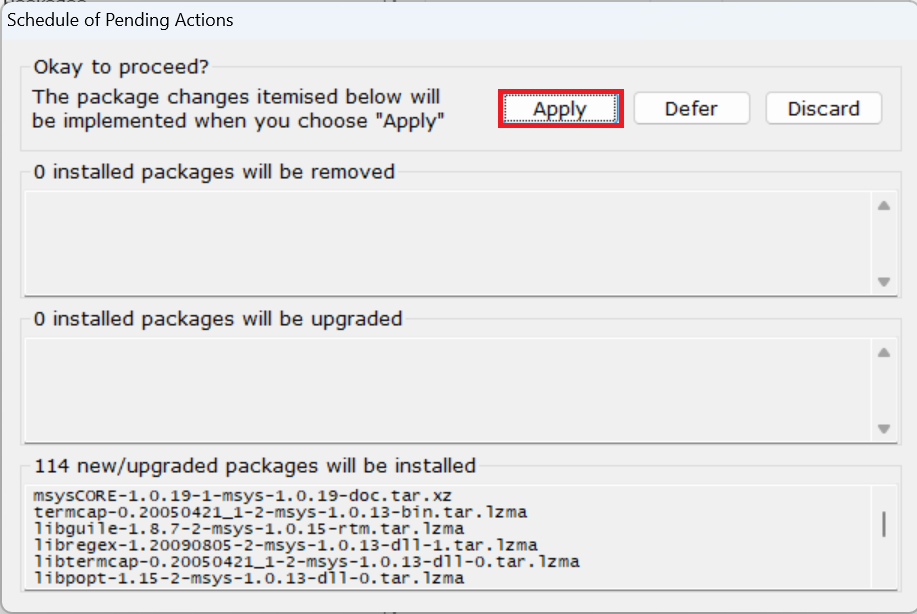 Schedule of Pending Actions
Okay to proceed?
The package changes itemised below will
be implemented when you choose "Apply"
Apply
Defer
Discard
0 installed packages will be removed
0 installed packages will be upgraded
114 new/upgraded packages will be installed
msysCORE-1.0.19-1-msys-1.0.19-doc.tar.xz
termcap-0.20050421_1-2-msys-1.0.13-bin.tar.lzma
libguile-1.8.7-2-msys-1.0.15-rtm.tar.lzma
libregex-1.20090805-2-msys-1.0.13-dll-1.tar.lzma
libtermcap-0.20050421_1-2-msys-1.0.13-dll-0.tar.lzma
libpopt-1.15-2-msys-1.0.13-dll-0.tar.lzma